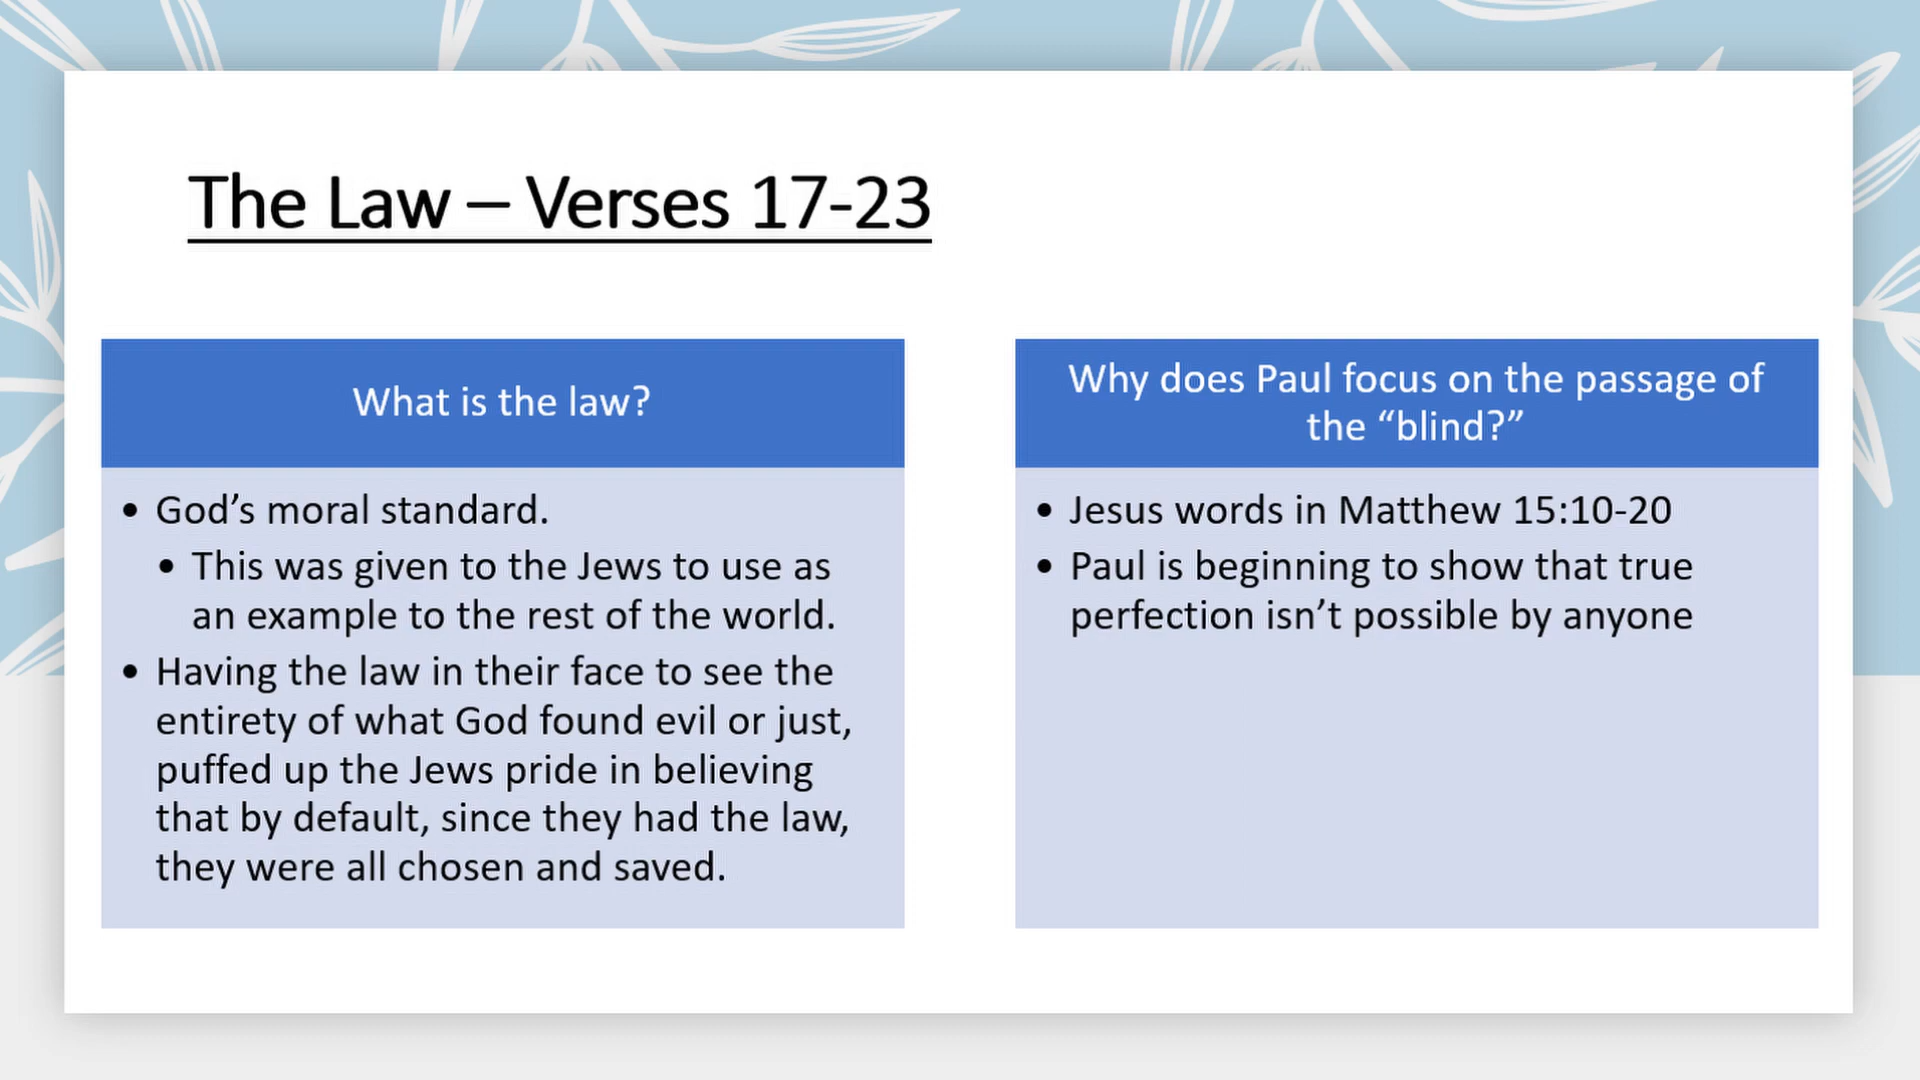 The Law – Verses 17-23
What is the law?
• God’s moral standard.
• This was given to the Jews to use as
an example to the rest of the world.
• Having the law in their face to see the
entirety of what God found evil or just,
puffed up the Jews pride in believing
that by default, since they had the law,
they were all chosen and saved.
Why does Paul focus on the passage of
the “blind?”
• Jesus words in Matthew 15:10-20
• Paul is beginning to show that true
perfection isn’t possible by anyone